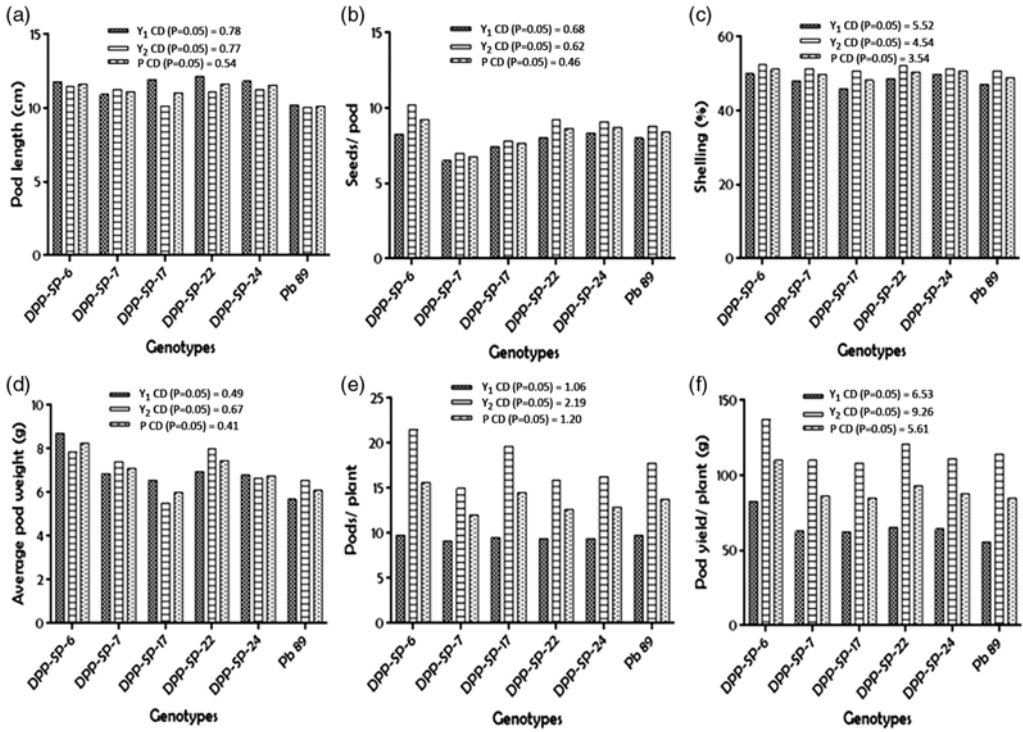 (a)
Y1 CD (P=0.05) = 0.78
Y2 CD (P=0.05) = 0.77
P CD (P=0.05) = 0.54
Pod length (cm)
15
10
5
0
DPP-SP-6
DPP-SP-7
DPP-SP-17
DPP-SP-22
DPP-SP-24
Pb 89
Genotypes
(b)
Y1 CD (P=0.05) = 0.68
Y2 CD (P=0.05) = 0.62
P CD (P=0.05) = 0.46
Seeds/ pod
15
10
5
0
DPP-SP-6
DPP-SP-7
DPP-SP-17
DPP-SP-22
DPP-SP-24
Pb 89
Genotypes
(c)
Y1 CD (P=0.05) = 5.52
Y2 CD (P=0.05) = 4.54
P CD (P=0.05) = 3.54
Shelling (%)
60
40
20
0
DPP-SP-6
DPP-SP-7
DPP-SP-17
DPP-SP-22
DPP-SP-24
Pb 89
Genotypes
(d)
Y1 CD (P=0.05) = 0.49
Y2 CD (P=0.05) = 0.67
P CD (P=0.05) = 0.41
Average pod weight (g)
10
8
6
4
2
0
DPP-SP-6
DPP-SP-7
DPP-SP-17
DPP-SP-22
DPP-SP-24
Pb 89
Genotypes
(e)
Y1 CD (P=0.05) = 1.06
Y2 CD (P=0.05) = 2.19
P CD (P=0.05) = 1.20
Pods/ plant
25
20
15
10
5
0
DPP-SP-6
DPP-SP-7
DPP-SP-17
DPP-SP-22
DPP-SP-24
Pb 89
Genotypes
(f)
Y1 CD (P=0.05) = 6.53
Y2 CD (P=0.05) = 9.26
P CD (P=0.05) = 5.61
Pod yield/ plant (g)
150
100
50
0
DPP-SP-6
DPP-SP-7
DPP-SP-17
DPP-SP-22
DPP-SP-24
Pb 89
Genotypes